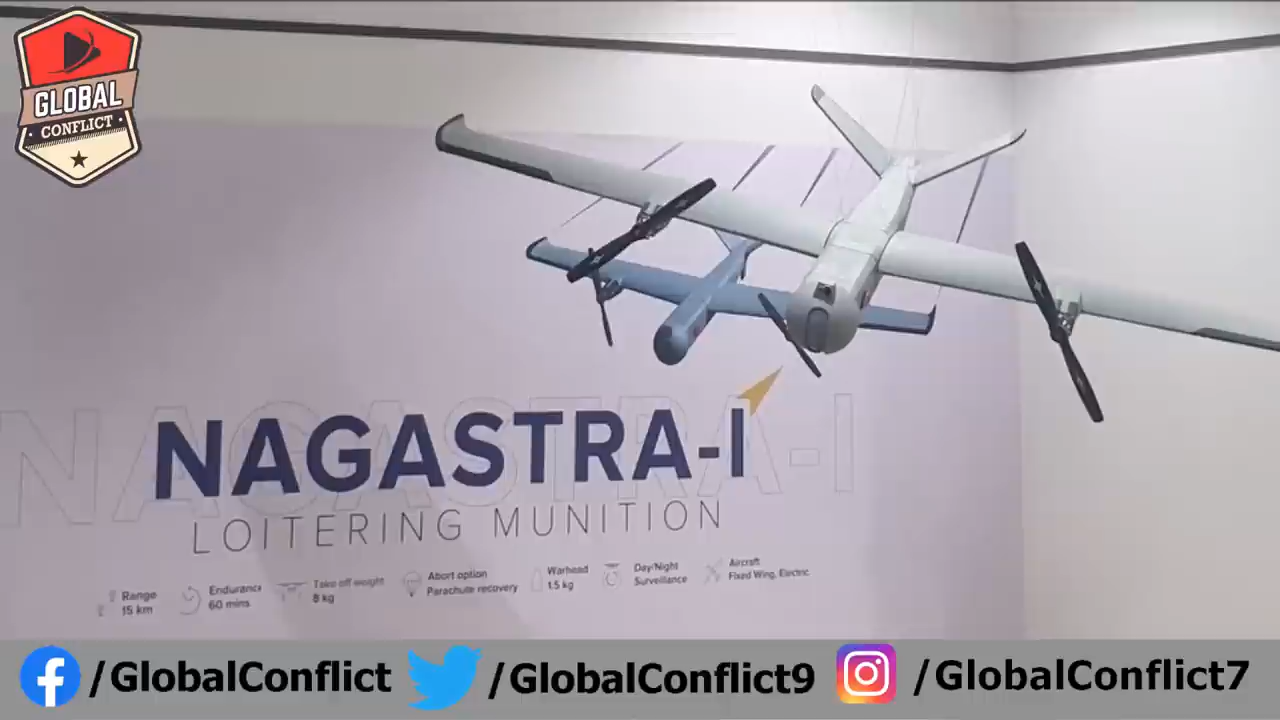 GLOBAL
CONFLICT
NAGASTRA-I
NAGASTRA-I
LOITERING MUNITION
Range
15 km
Endurance
60 mins
Take off weight
8 kg
Abort option
Parachute recovery
Warhead
1.5 kg
Day/Night
Surveillance
Aircraft
Fixed Wing, Electric
/GlobalConflict
/GlobalConflict9
/GlobalConflict7